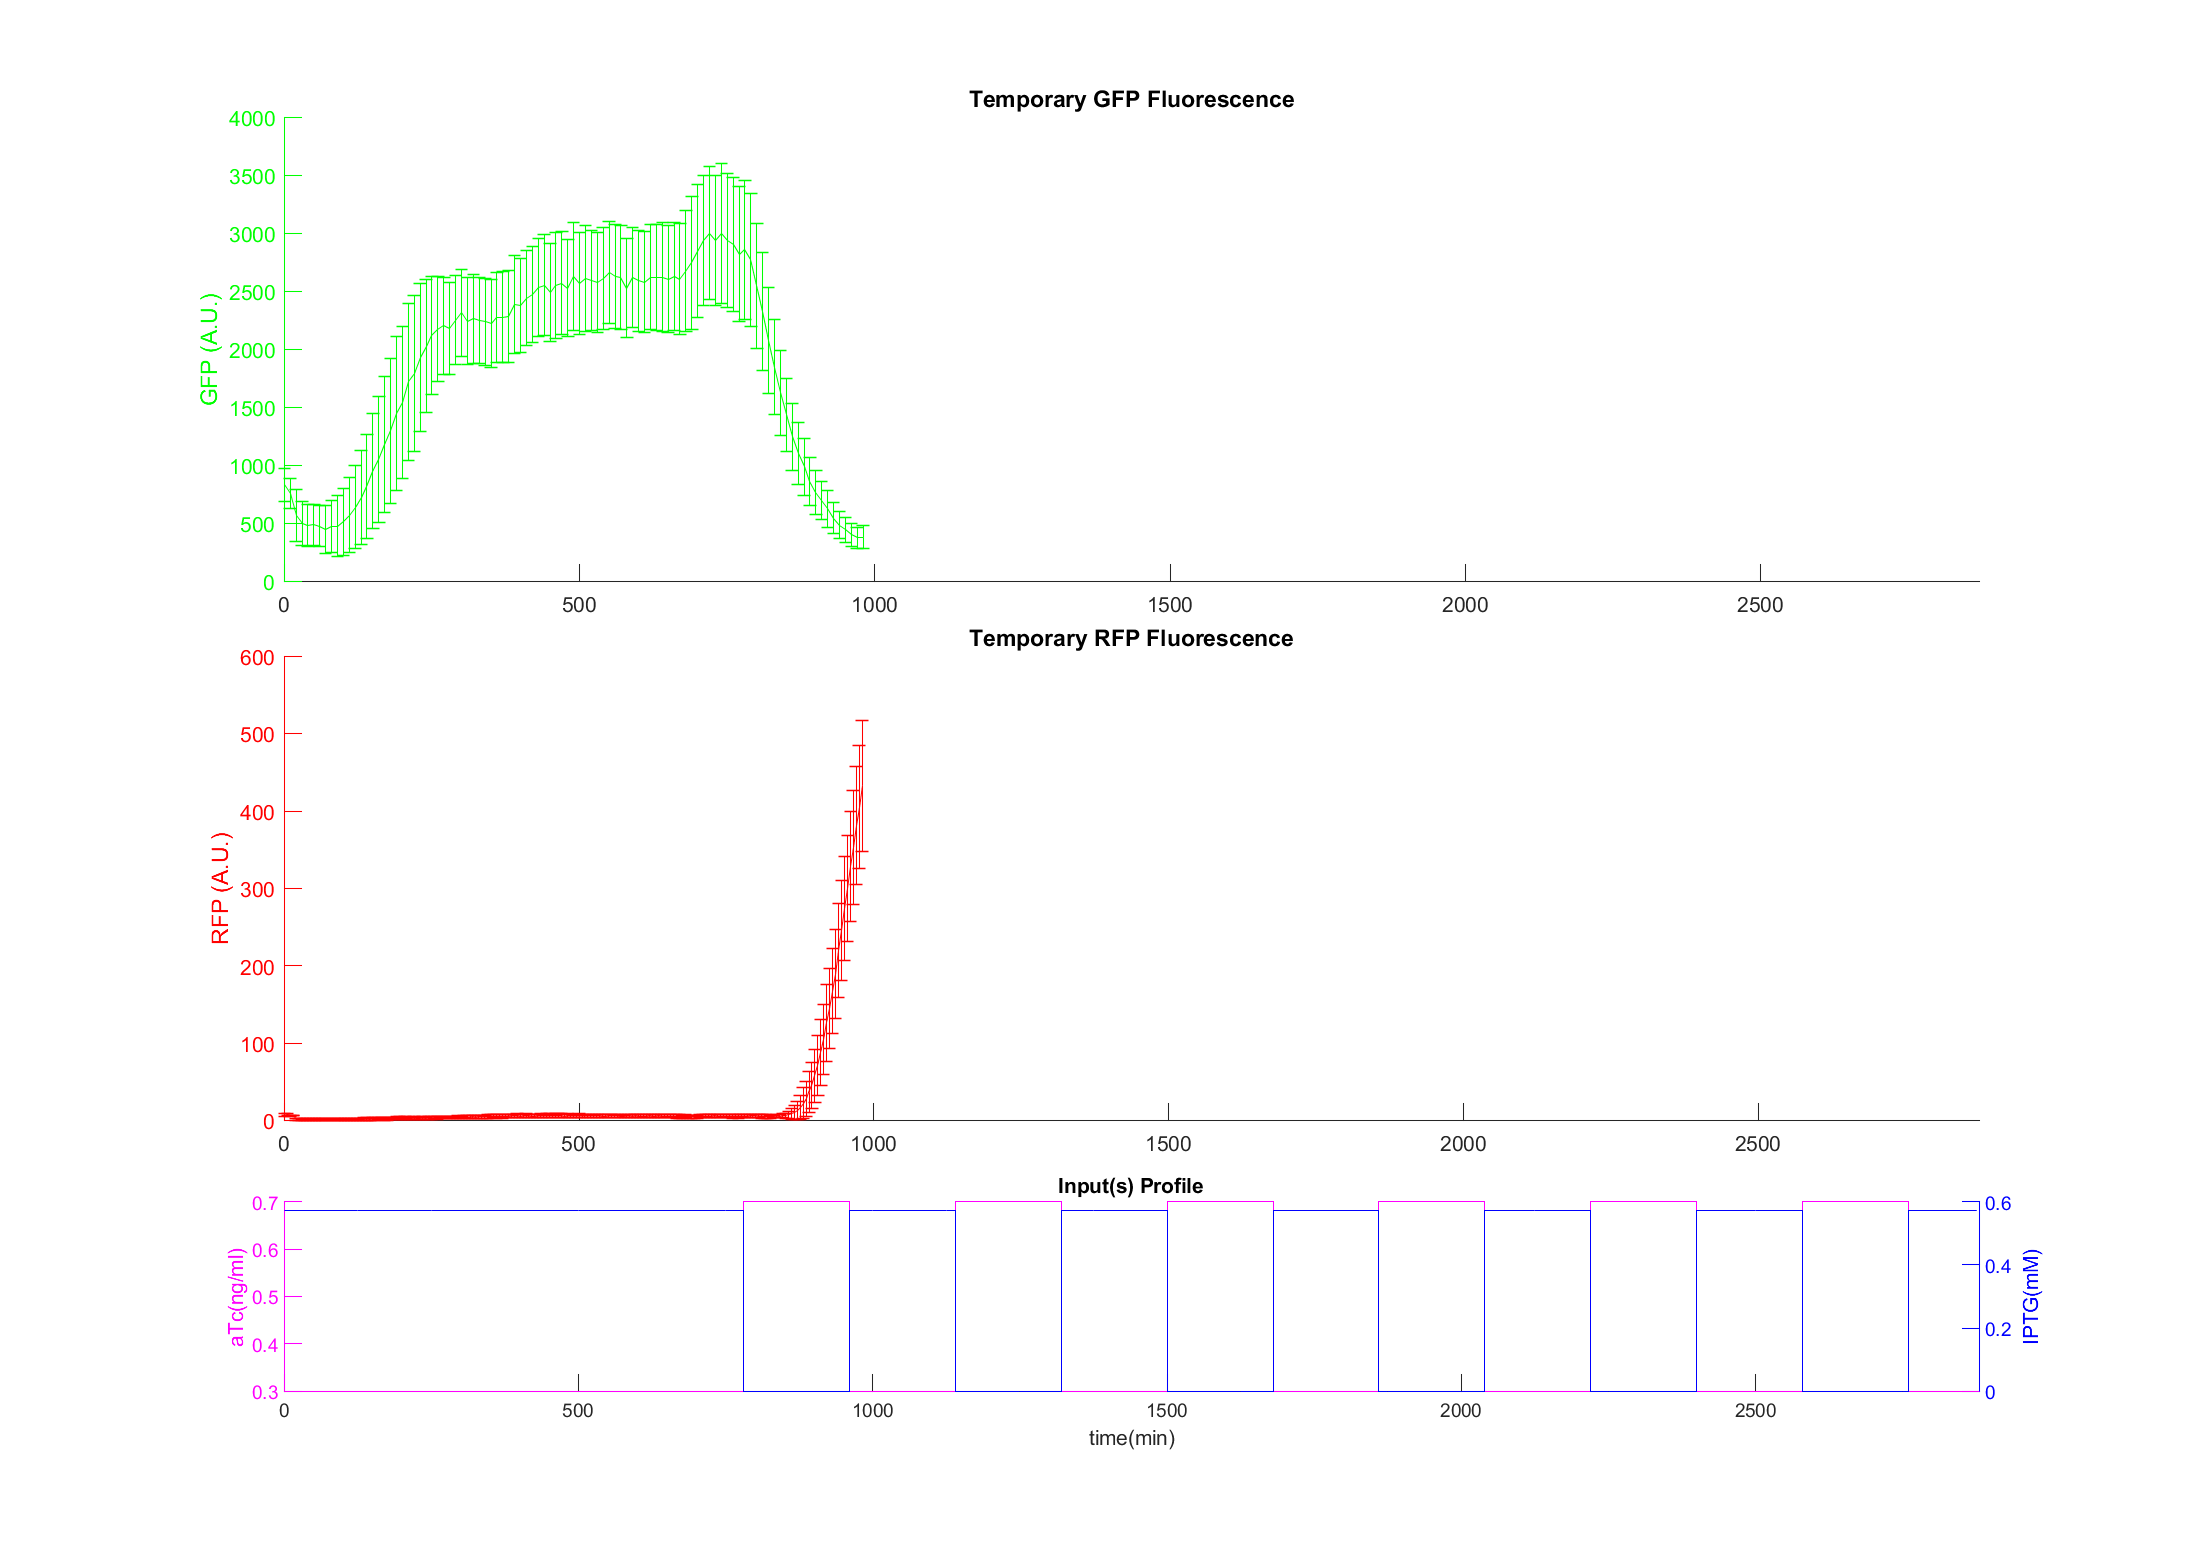 Temporary GFP Fluorescence
4000
3500
3000
2500
2000
1500
1000
500
0
GFP (A.U.)
0 500 1000 1500 2000 2500
Temporary RFP Fluorescence
600
500
400
300
200
100
0
RFP (A.U.)
0 500 1000 1500 2000 2500
Input(s) Profile
0.7
0.6
0.5
0.4
0.3
aTc(ng/ml)
0.6
0.4
0.2
0
IPTG(mM)
0 500 1000 1500 2000 2500
time(min)